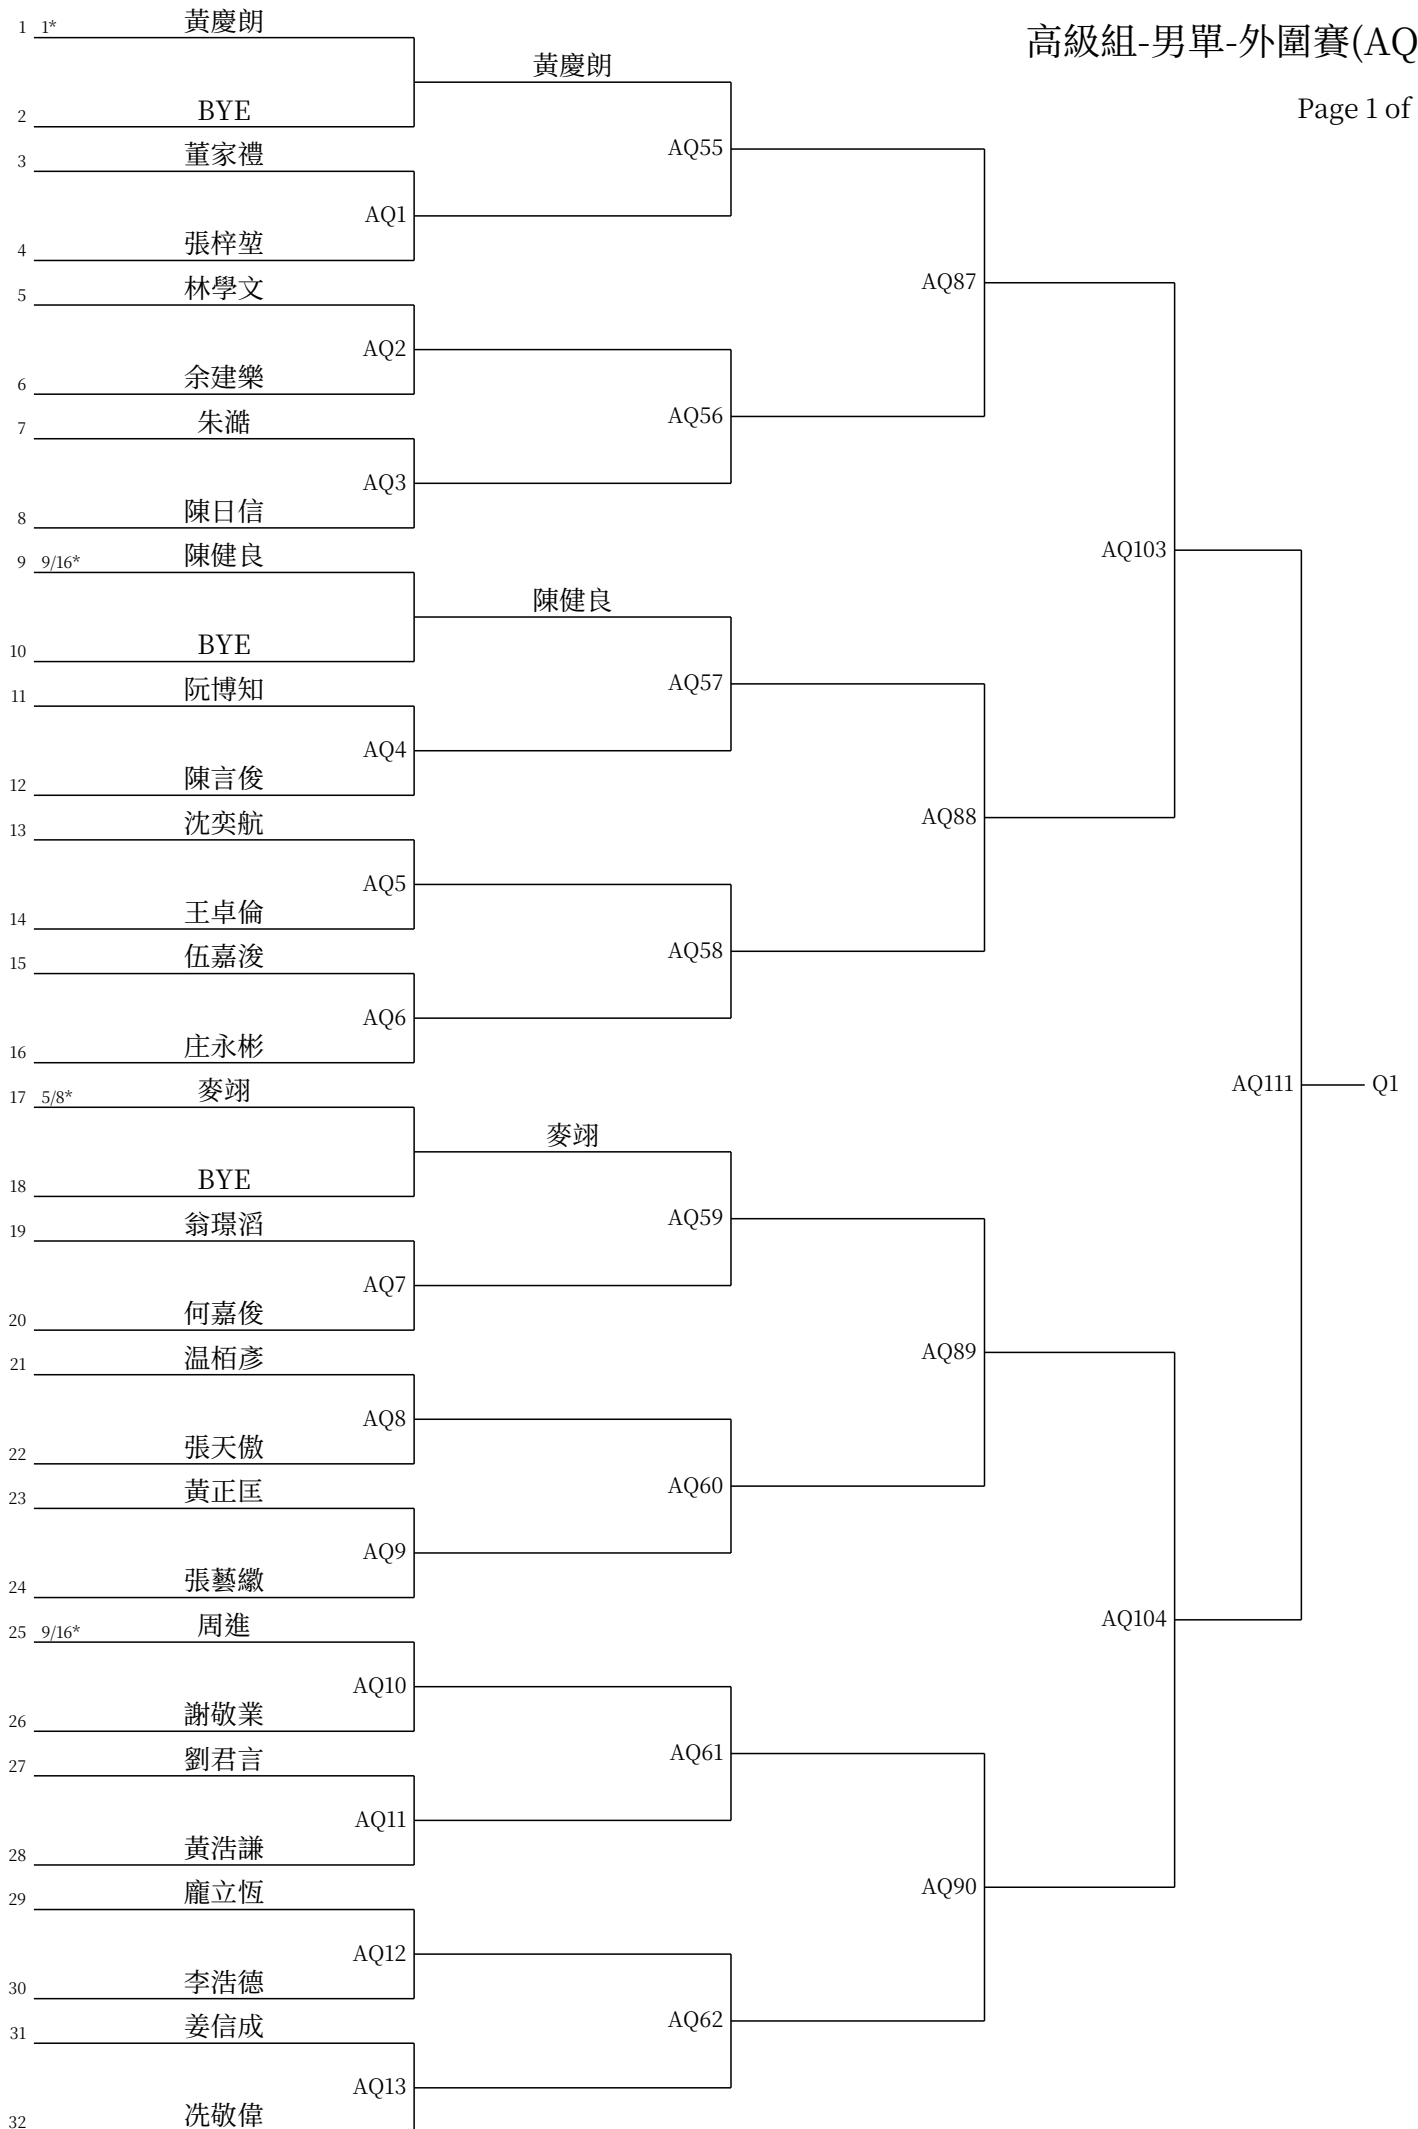 高級組-男單-外圍賽(AQ
Page 1 of
1 1* 黃慶朗
黃慶朗
2 BYE
AQ55
3 董家禮
AQ1
4 張梓堃
AQ87
5 林學文
AQ2
6 余建樂
AQ56
7 朱澔
AQ3
8 陳日信
AQ103
9 9/16* 陳健良
陳健良
10 BYE
AQ57
11 阮博知
AQ4
12 陳言俊
AQ88
13 沈奕航
AQ5
14 王卓倫
AQ58
15 伍嘉浚
AQ6
16 庄永彬
AQ111 Q1
17 5/8* 麥翊
麥翊
18 BYE
AQ59
19 翁璟滔
AQ7
20 何嘉俊
AQ89
21 温栢彥
AQ8
22 張天傲
AQ60
23 黃正匡
AQ9
24 張藝繳
AQ104
25 9/16* 周進
AQ10
26 謝敬業
AQ61
27 劉君言
AQ11
28 黃浩謙
AQ90
29 龐立恆
AQ12
30 李浩德
AQ62
31 姜信成
AQ13
32 冼敬偉